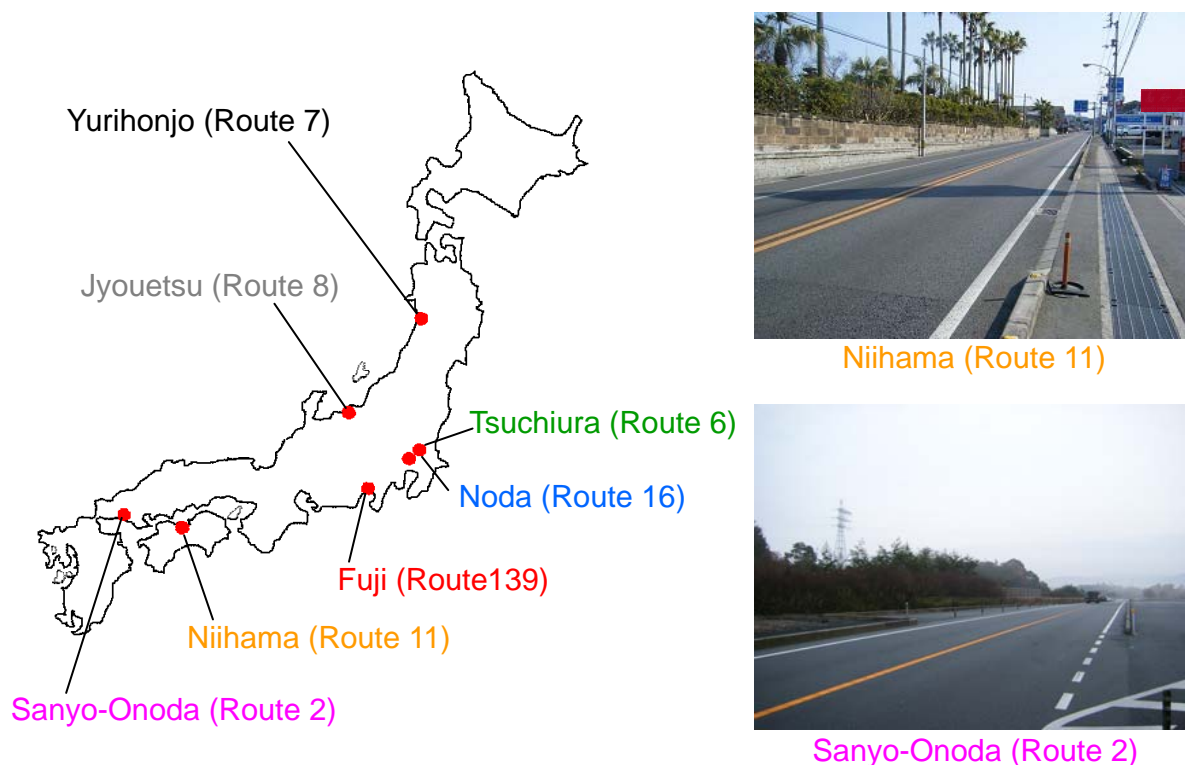 Yurihonjo (Route 7)
Jyouetsu (Route 8)
Tsuchiura (Route 6)
Noda (Route 16)
Fuji (Route139)
Niihama (Route 11)
Sanyo-Onoda (Route 2)
Niihama (Route 11)
Sanyo-Onoda (Route 2)